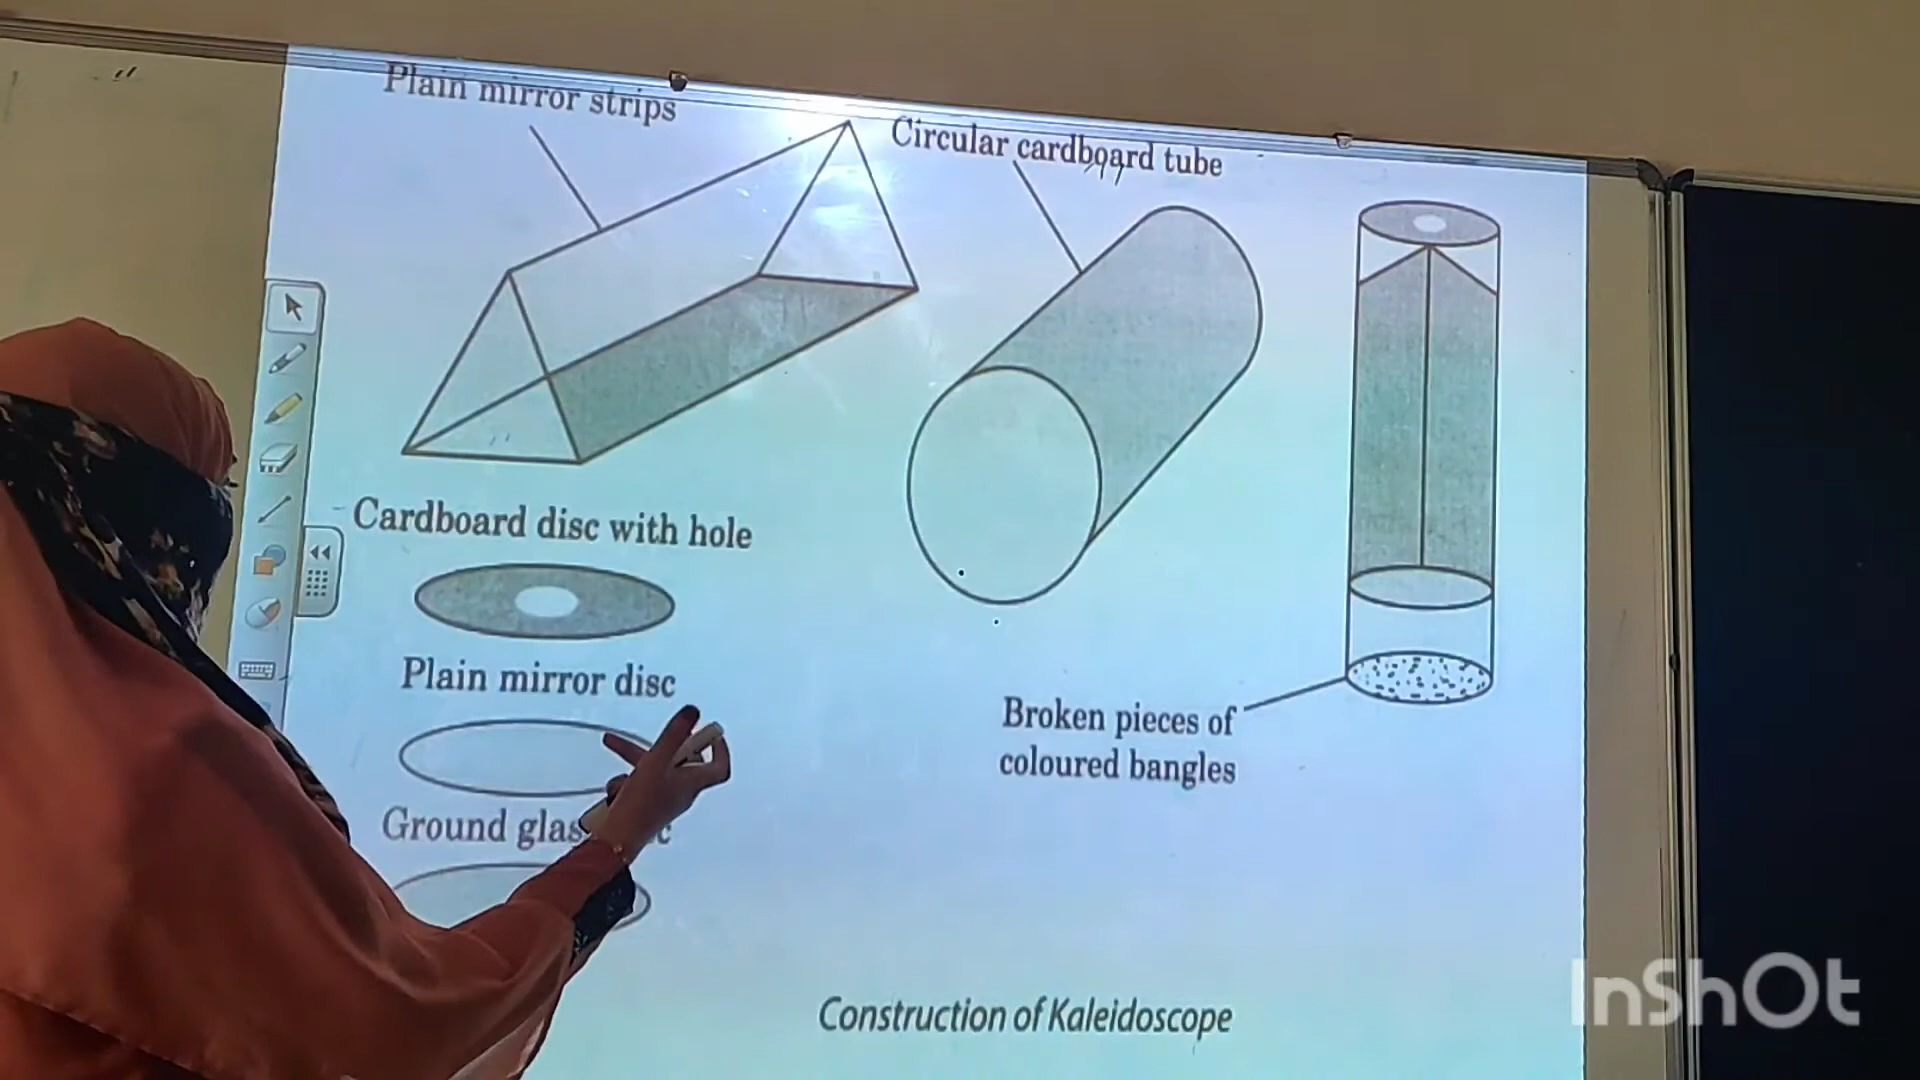 Plain mirror strips
Circular cardboard tube
Cardboard disc with hole
Plain mirror disc
Ground
Broken pieces of
coloured bangles
Construction of Kaleidoscope
InShOt